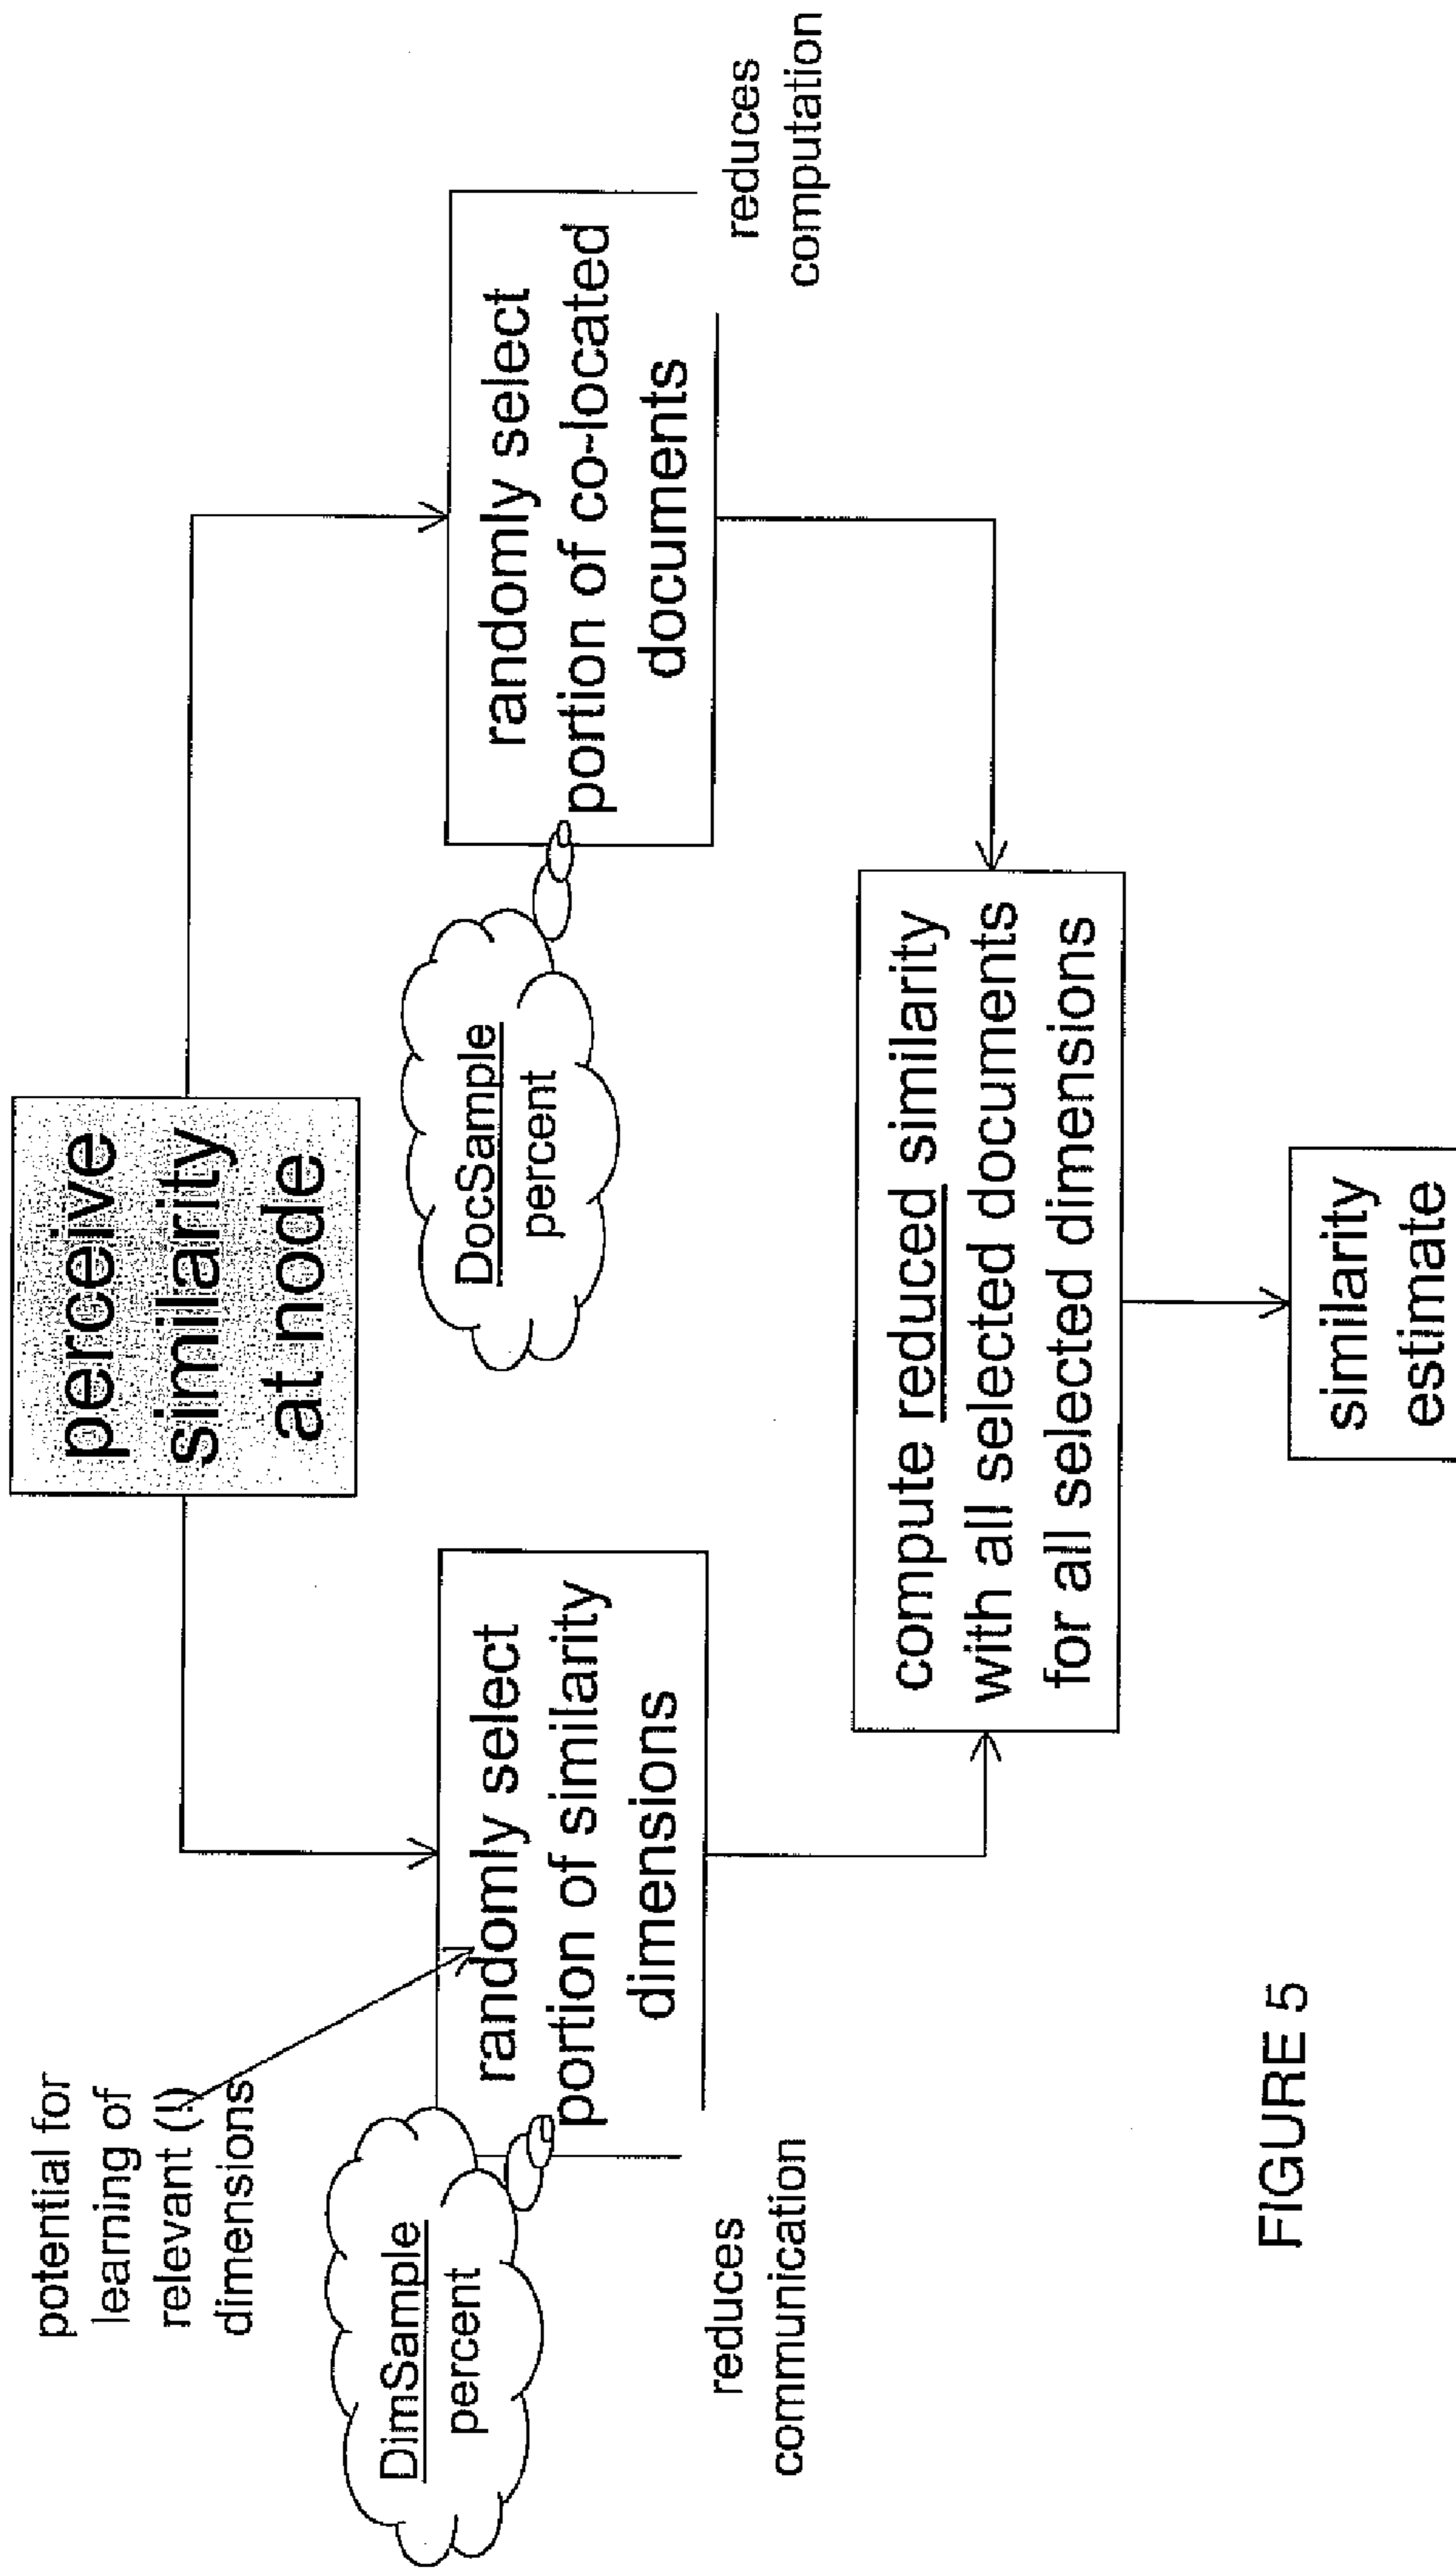 perceive
similarity
at node
potential for
learning of
relevant (!)
dimensions
DimSample
percent
randomly select
portion of similarity
dimensions
reduces
communication
DocSample
percent
randomly select
portion of co-located
documents
reduces
computation
compute reduced similarity
with all selected documents
for all selected dimensions
similarity
estimate
FIGURE 5